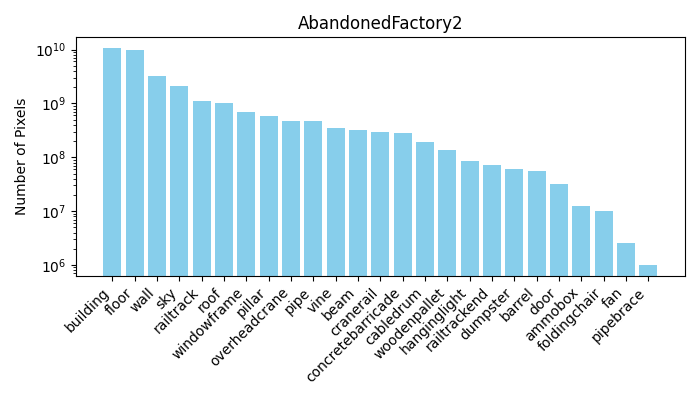 AbandonedFactory2
Number of Pixels
10^10
10^9
10^8
10^7
10^6
building
floor
wall
sky
railtrack
roof
windowframe
pillar
overheadcrane
pipe
vine
beam
cranerail
concretebarricade
cabledrum
woodenpallet
hanginglight
railtrackend
dumpster
barrel
door
ammobox
foldingchair
fan
pipebrace